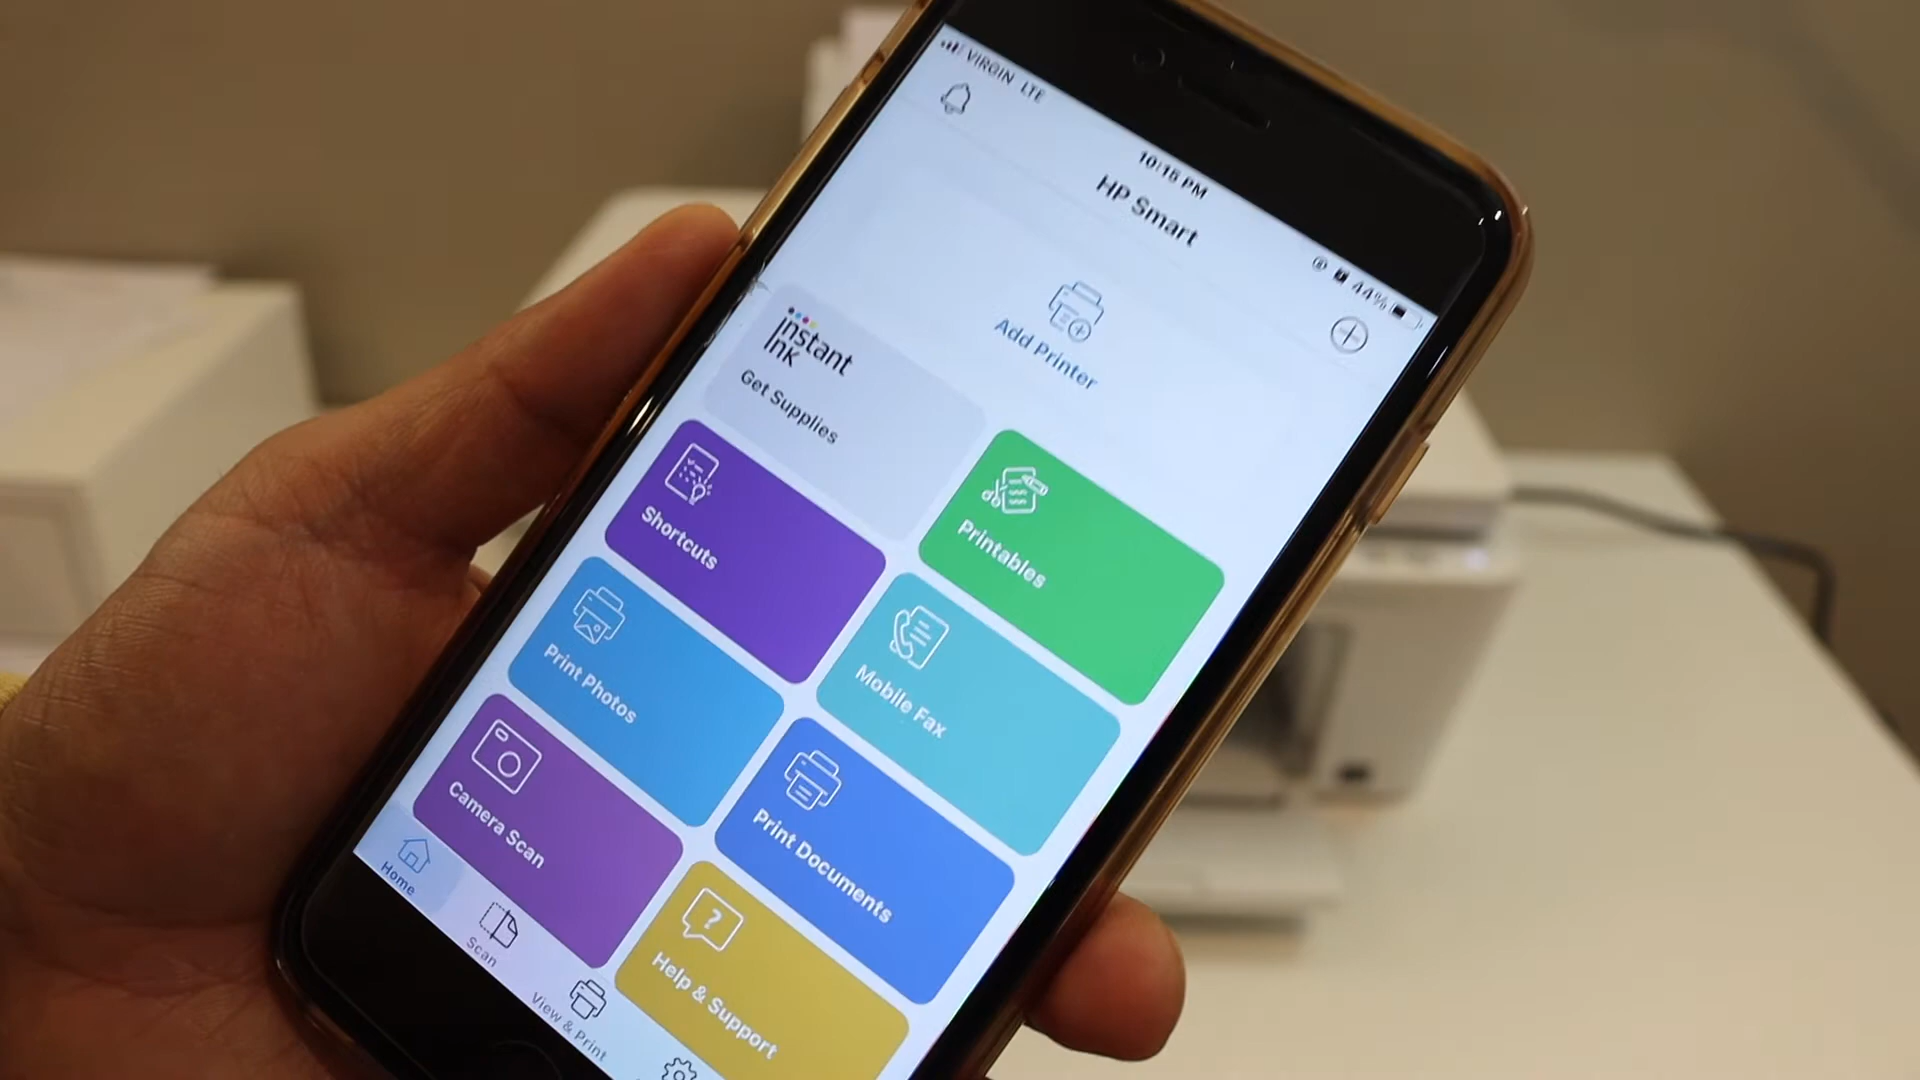 VIRGIN LTE
10:15 PM
44%
HP Smart
Add Printer
Instant
Ink
Get Supplies
Printables
Shortcuts
Mobile Fax
Print Photos
Print Documents
Camera Scan
Help & Support
Home
Scan
View & Print